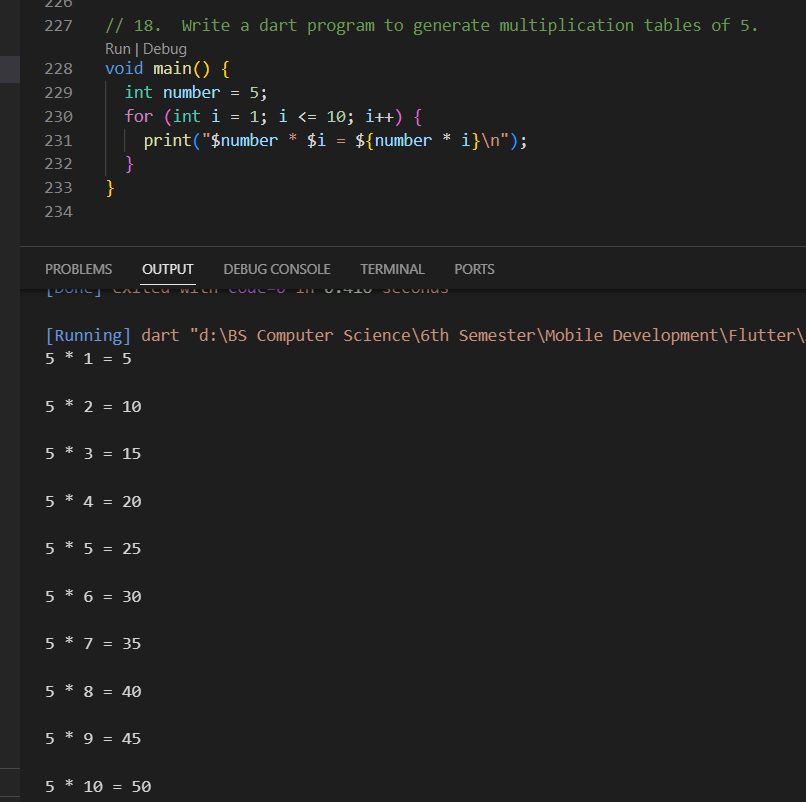 226
227 // 18.  Write a dart program to generate multiplication tables of 5.
Run | Debug
228 void main() {
229   int number = 5;
230   for (int i = 1; i <= 10; i++) {
231     print("$number * $i = ${number * i}\n");
232   }
233 }
234
PROBLEMS OUTPUT DEBUG CONSOLE TERMINAL PORTS
[Done] exited with code=0 in 0.416 seconds
[Running] dart "d:\BS Computer Science\6th Semester\Mobile Development\Flutter\
5 * 1 = 5
5 * 2 = 10
5 * 3 = 15
5 * 4 = 20
5 * 5 = 25
5 * 6 = 30
5 * 7 = 35
5 * 8 = 40
5 * 9 = 45
5 * 10 = 50